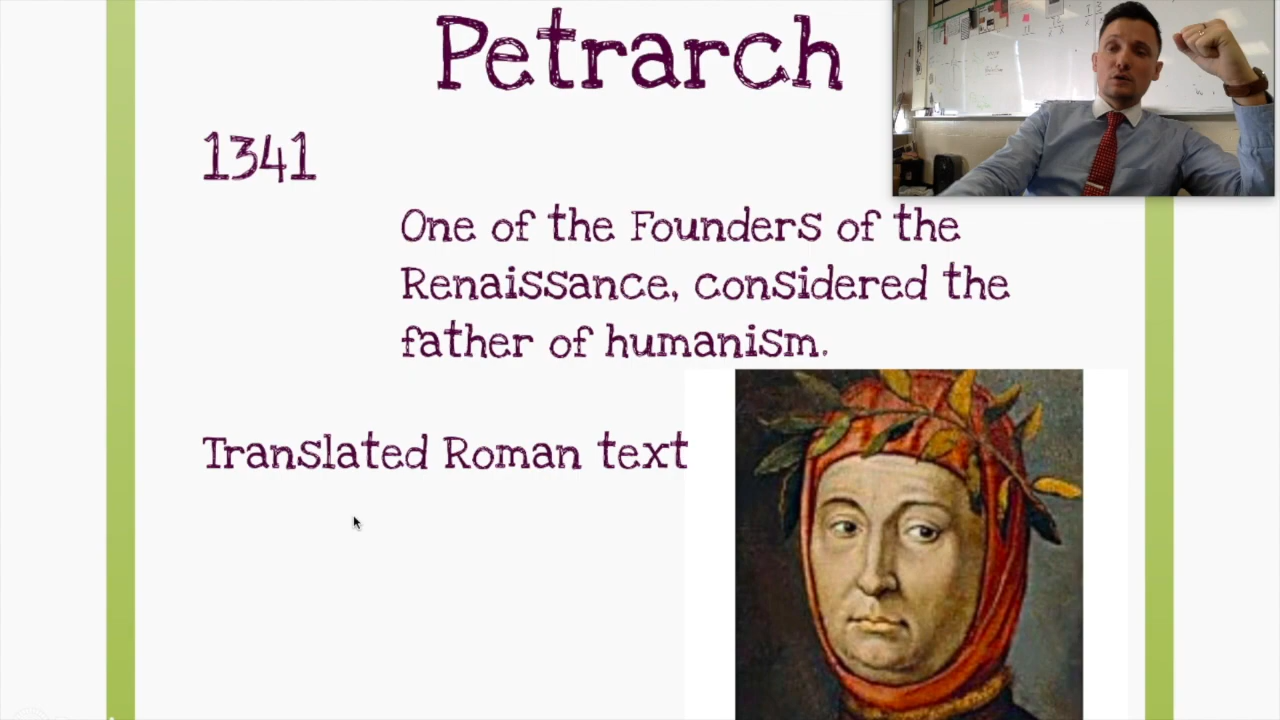 Petrarch
1341
One of the Founders of the
Renaissance, considered the
father of humanism.
Translated Roman text